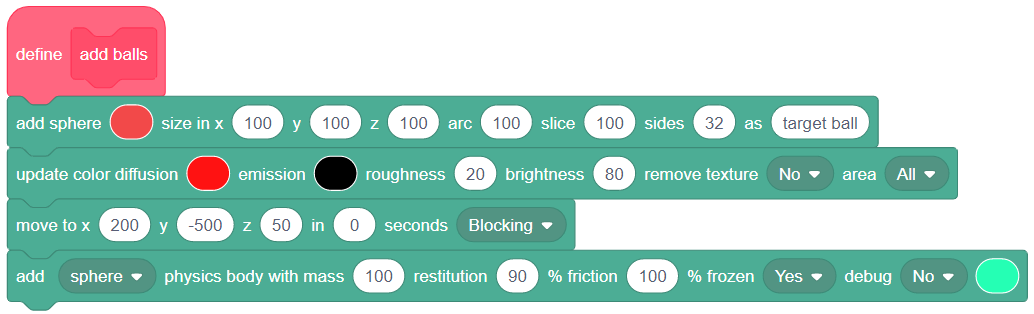 define add balls
add sphere size in x 100 y 100 z 100 arc 100 slice 100 sides 32 as target ball
update color diffusion emission roughness 20 brightness 80 remove texture No area All
move to x 200 y -500 z 50 in 0 seconds Blocking
add sphere physics body with mass 100 restitution 90 % friction 100 % frozen Yes debug No